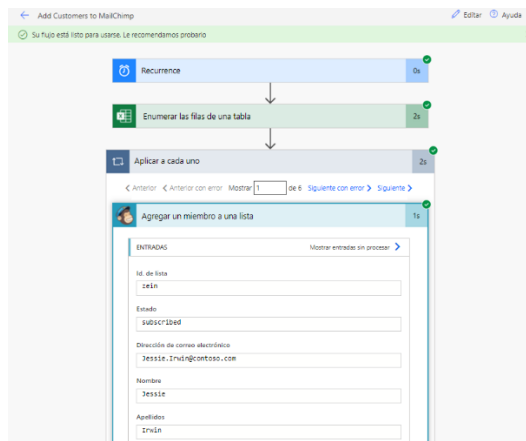 Add Customers to MailChimp
Editar
Ayuda
Su flujo está listo para usarse. Le recomendamos probarlo
Recurrence
0s
Enumerar las filas de una tabla
2s
Aplicar a cada uno
2s
Anterior Anterior con error Mostrar 1 de 6 Siguiente con error Siguiente
Agregar un miembro a una lista
1s
ENTRADAS
Mostrar entradas sin procesar
Id. de lista
zein
Estado
subscribed
Dirección de correo electrónico
Jessie.Irwin@contoso.com
Nombre
Jessie
Apellidos
Irwin